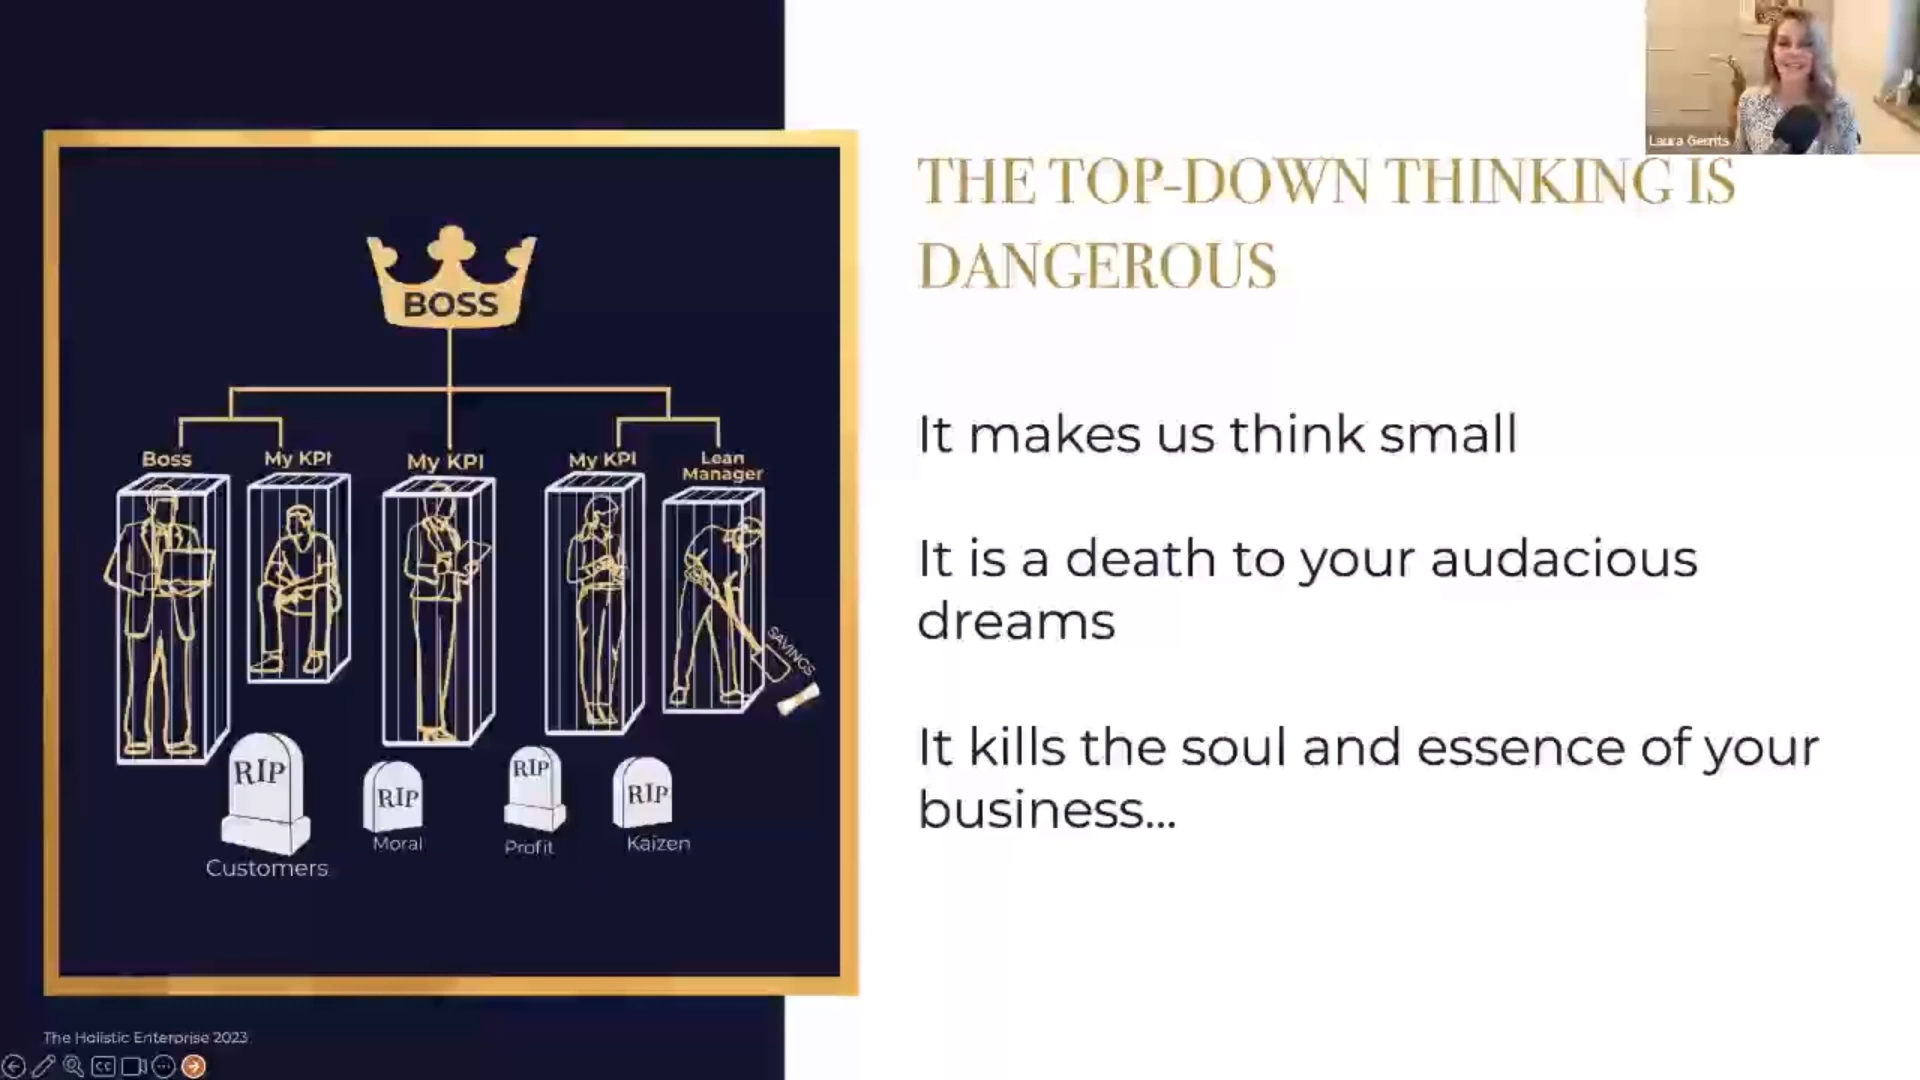 Laura Gerrits
THE TOP-DOWN THINKING IS
DANGEROUS
BOSS
Boss
My KPI
My KPI
My KPI
Lean
Manager
SAVINGS
RIP
RIP
RIP
RIP
Customers
Moral
Profit
Kaizen
It makes us think small
It is a death to your audacious
dreams
It kills the soul and essence of your
business...
The Holistic Enterprise 2023
CC